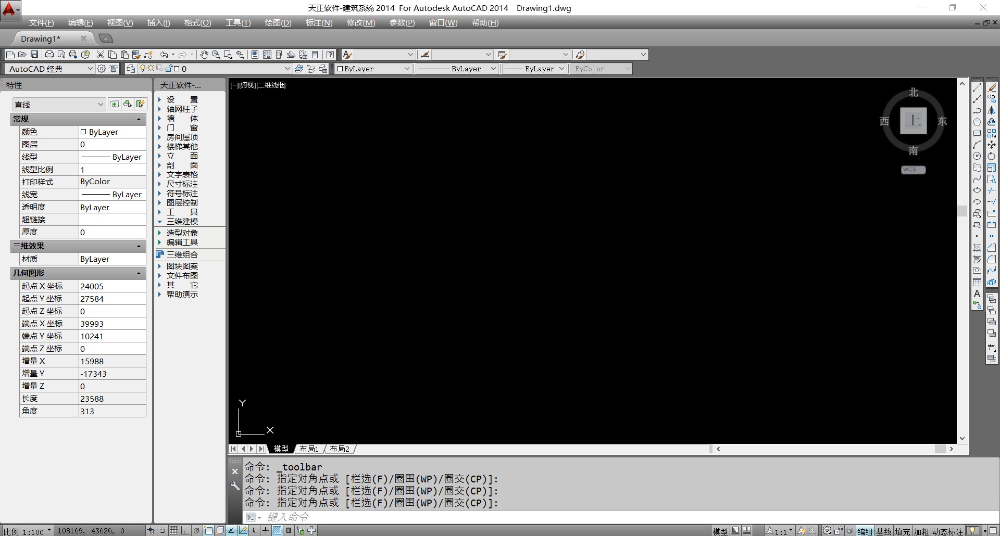 天正软件-建筑系统 2014  For Autodesk AutoCAD 2014    Drawing1.dwg
文件(F) 编辑(E) 视图(V) 插入(I) 格式(O) 工具(T) 绘图(D) 标注(N) 修改(M) 参数(P) 窗口(W) 帮助(H)
Drawing1*
AutoCAD 经典 0 ByLayer ByLayer ByLayer ByColor
特性
直线
常规
颜色 ByLayer
图层 0
线型 ByLayer
线型比例 1
打印样式 ByColor
线宽 ByLayer
透明度 ByLayer
超链接
厚度 0
三维效果
材质 ByLayer
几何图形
起点 X 坐标 24005
起点 Y 坐标 27584
起点 Z 坐标 0
端点 X 坐标 39993
端点 Y 坐标 10241
端点 Z 坐标 0
增量 X 15988
增量 Y -17343
增量 Z 0
长度 23588
角度 313
天正软件-...
设 置
轴网柱子
墙 体
门 窗
房间屋顶
楼梯其他
立 面
剖 面
文字表格
尺寸标注
符号标注
图层控制
工 具
三维建模
造型对象
编辑工具
三维组合
图块图案
文件布图
其 它
帮助演示
[−][俯视][二维线框]
北
西 上 东
南
WCS
A
ABC
Y
X
模型 布局1 布局2
命令: _toolbar
命令: 指定对角点或 [栏选(F)/圈围(WP)/圈交(CP)]:
命令: 指定对角点或 [栏选(F)/圈围(WP)/圈交(CP)]:
命令: 指定对角点或 [栏选(F)/圈围(WP)/圈交(CP)]:
键入命令
比例 1:100 108169, 43626, 0 模型 1:1 编组 基线 填充 加粗 动态标注